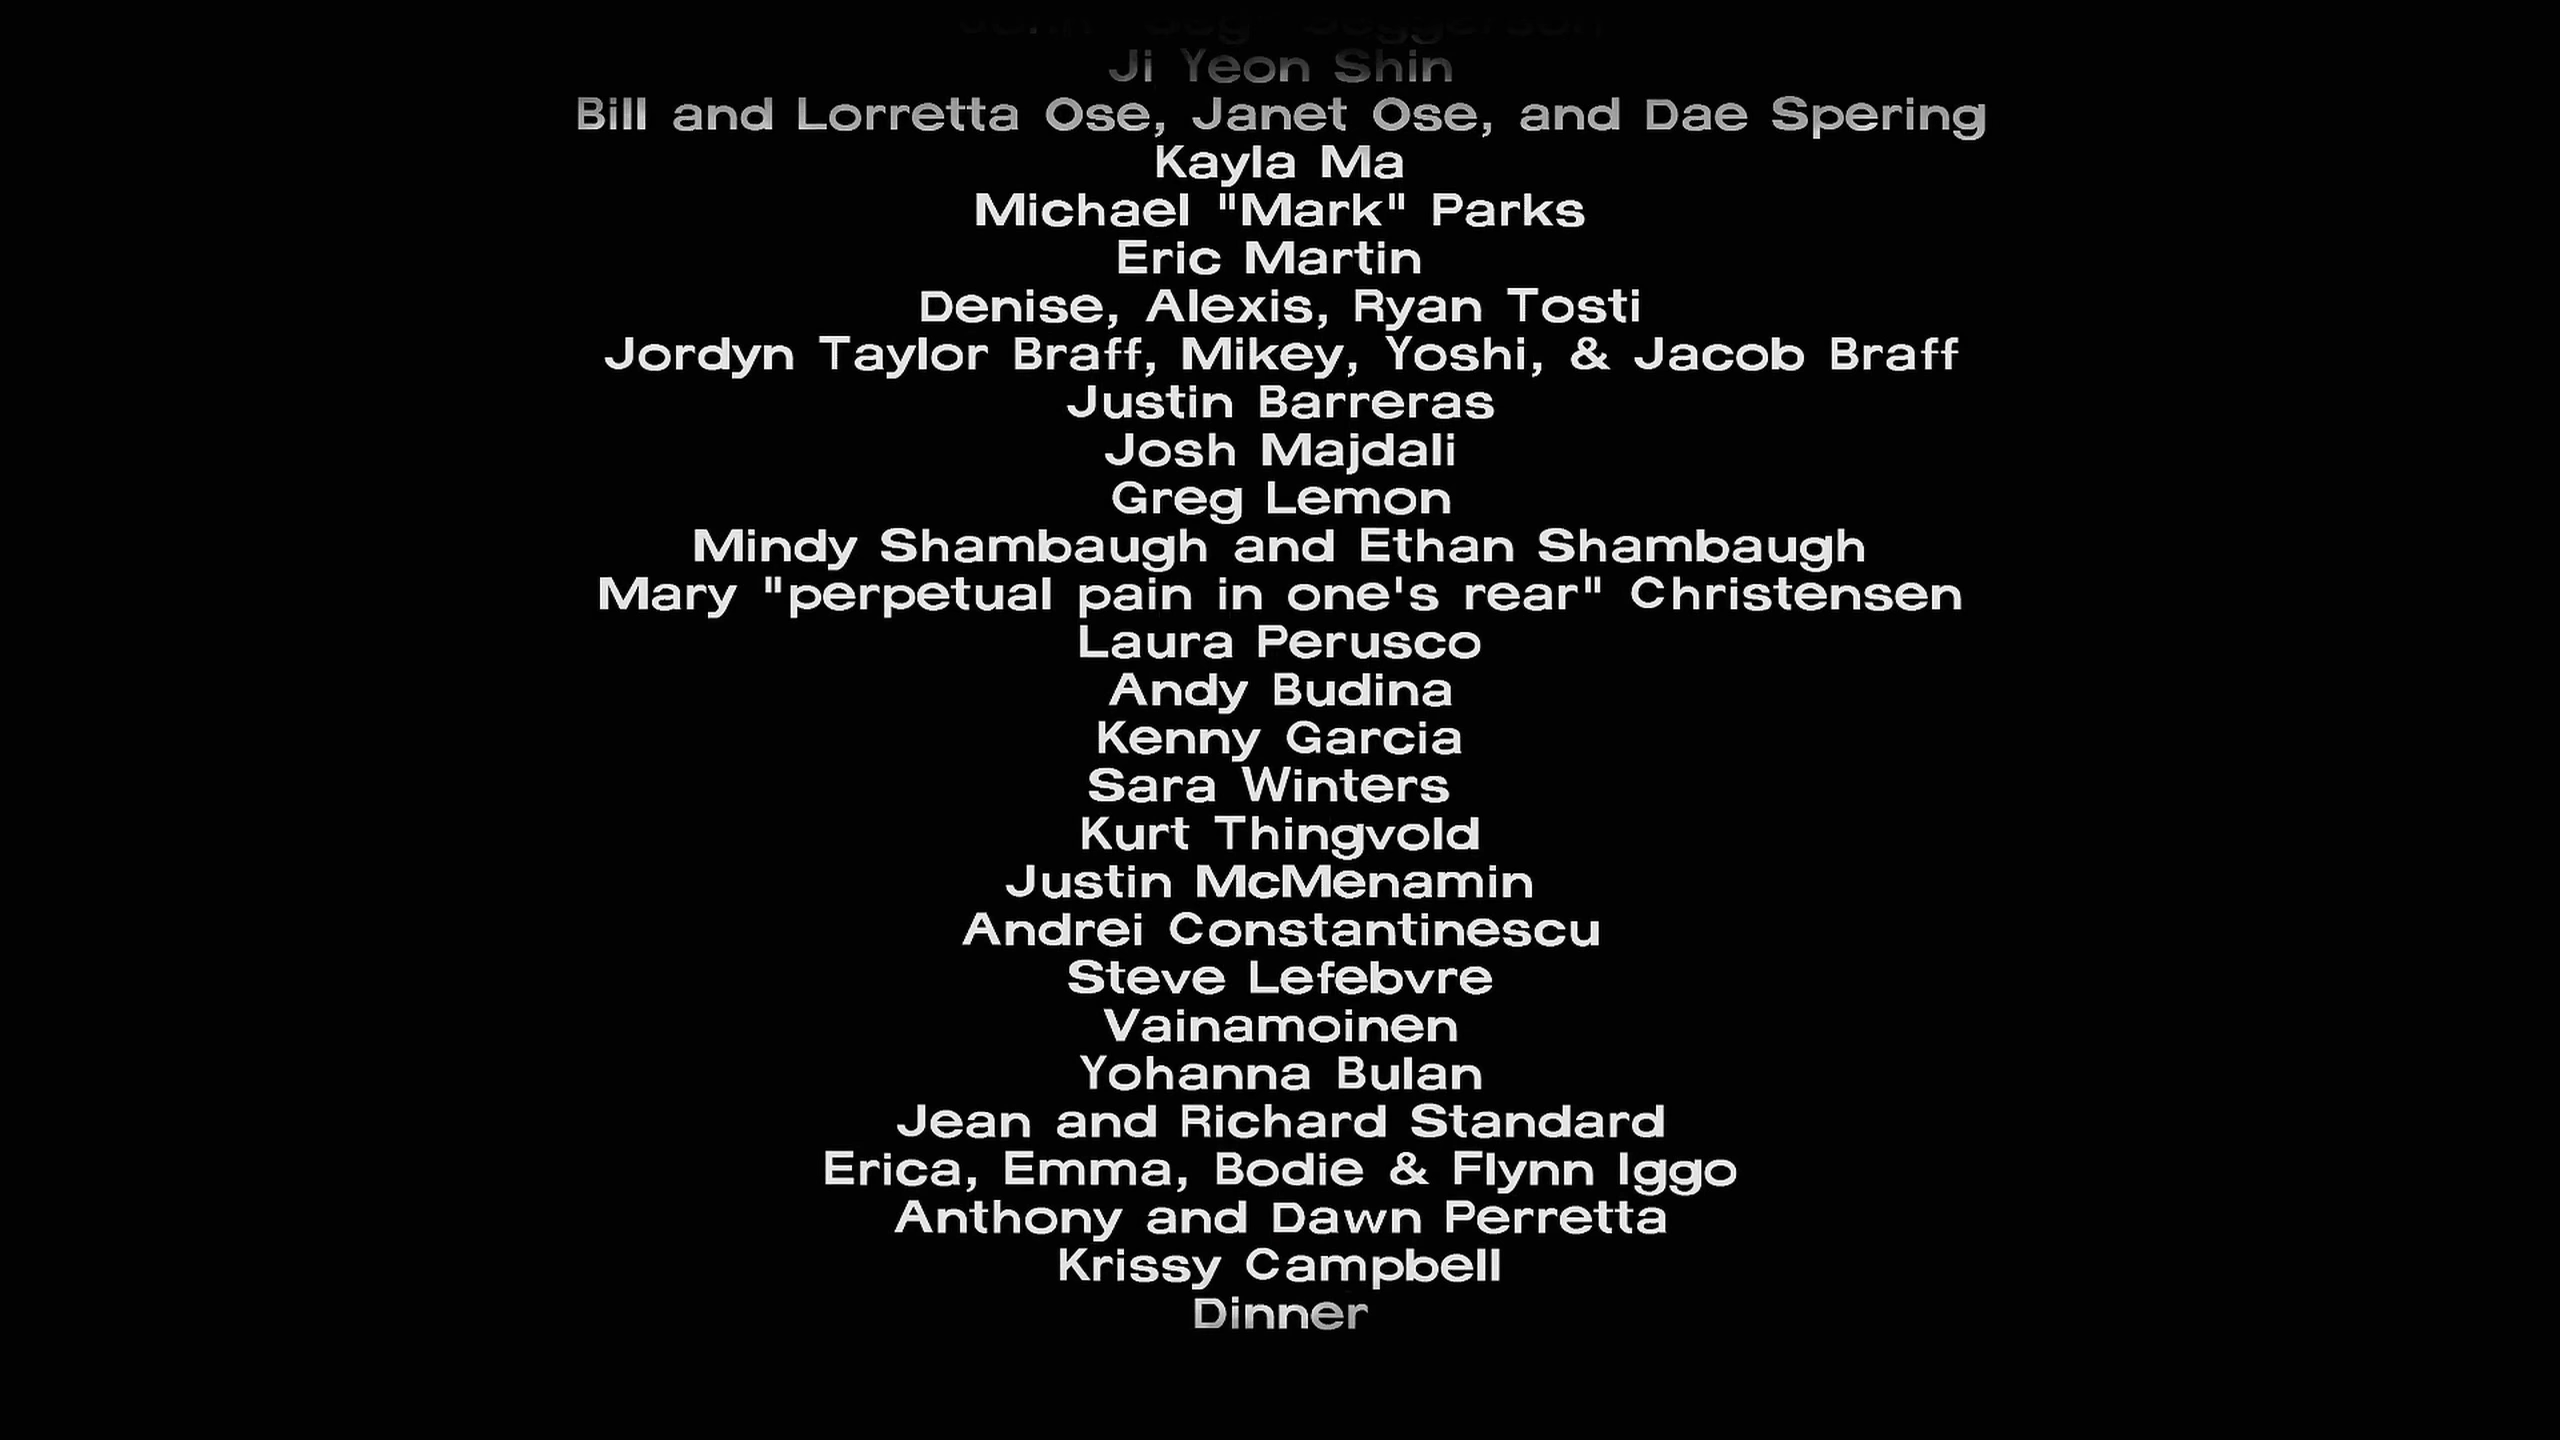 Ji Yeon Shin
Bill and Lorretta Ose, Janet Ose, and Dae Spering
Kayla Ma
Michael "Mark" Parks
Eric Martin
Denise, Alexis, Ryan Tosti
Jordyn Taylor Braff, Mikey, Yoshi, & Jacob Braff
Justin Barreras
Josh Majdali
Greg Lemon
Mindy Shambaugh and Ethan Shambaugh
Mary "perpetual pain in one's rear" Christensen
Laura Perusco
Andy Budina
Kenny Garcia
Sara Winters
Kurt Thingvold
Justin McMenamin
Andrei Constantinescu
Steve Lefebvre
Vainamoinen
Yohanna Bulan
Jean and Richard Standard
Erica, Emma, Bodie & Flynn Iggo
Anthony and Dawn Perretta
Krissy Campbell
Dinner